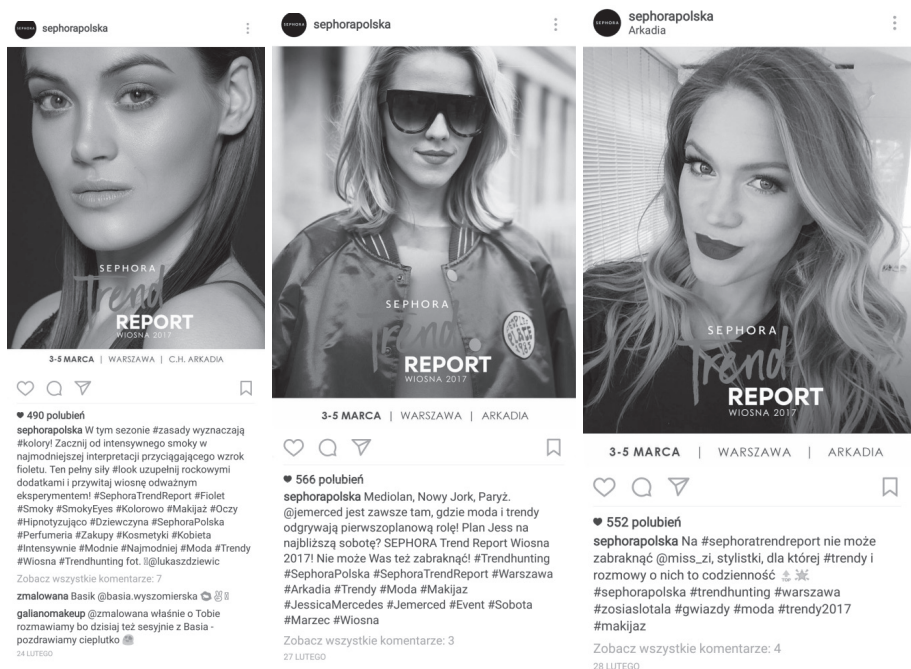 sephorapolska
SEPHORA
Trend
REPORT
WIOSNA 2017
3-5 MARCA | WARSZAWA | C.H. ARKADIA
490 polubień
sephorapolska W tym sezonie #zasady wyznaczają
#kolory! Zacznij od intensywnego smoky w
najmodniejszej interpretacji przyciągającego wzrok
fioletu. Ten pełny siły #look uzupełnij rockowymi
dodatkami i przywitaj wiosnę odważnym
eksperymentem! #SephoraTrendReport #Fiolet
#Smoky #SmokyEyes #Kolorowo #Makijaż #Oczy
#Hipnotyzująco #Dziewczyna #SephoraPolska
#Perfumeria #Zakupy #Kosmetyki #Kobieta
#Intensywnie #Modnie #Najmodniej #Moda #Trendy
#Wiosna #Trendhunting fot. @lukaszdziewic
Zobacz wszystkie komentarze: 7
zmalowana Basik @basia.wyszomierska
galianomakeup @zmalowana właśnie o Tobie
rozmawiamy bo dzisiaj też sesyjnie z Basia -
pozdrawiamy cieplutko
24 LUTEGO
SEPHORA
sephorapolska
SEPHORA
Trend
REPORT
WIOSNA 2017
3-5 MARCA | WARSZAWA | ARKADIA
566 polubień
sephorapolska Mediolan, Nowy Jork, Paryż.
@jemerced jest zawsze tam, gdzie moda i trendy
odgrywają pierwszoplanową rolę! Plan Jess na
najbliższą sobotę? SEPHORA Trend Report Wiosna
2017! Nie może Was też zabraknąć! #Trendhunting
#SephoraPolska #SephoraTrendReport #Warszawa
#Arkadia #Trendy #Moda #Makijaz
#JessicaMercedes #Jemerced #Event #Sobota
#Marzec #Wiosna
Zobacz wszystkie komentarze: 3
27 LUTEGO
SEPHORA
sephorapolska
Arkadia
SEPHORA
Trend
REPORT
WIOSNA 2017
3-5 MARCA | WARSZAWA | ARKADIA
552 polubień
sephorapolska Na #sephoratrendreport nie może
zabraknąć @miss_zi, stylistki, dla której #trendy i
rozmowy o nich to codzienność
#sephorapolska #trendhunting #warszawa
#zosiaslotala #gwiazdy #moda #trendy2017
#makijaz
Zobacz wszystkie komentarze: 4
28 LUTEGO